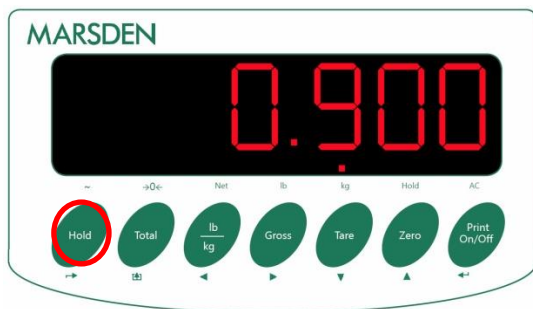 MARSDEN
0.900
~ →0← Net lb kg Hold AC
Hold Total lb/kg Gross Tare Zero Print On/Off